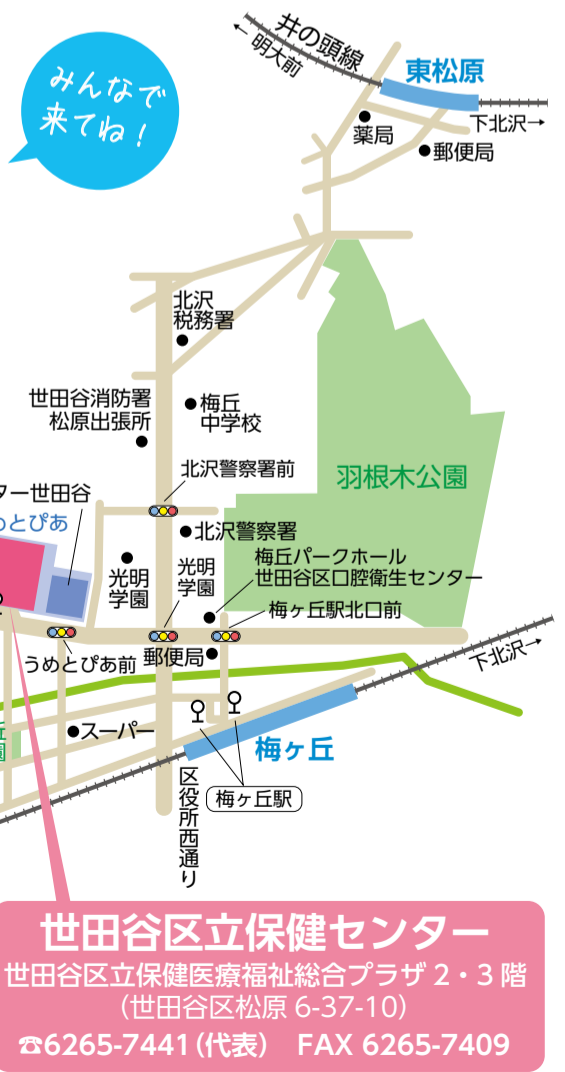 みんなで
来てね！
井の頭線
←明大前
東松原
下北沢→
薬局
郵便局
北沢
税務署
世田谷消防署
松原出張所
梅丘
中学校
北沢警察署前
羽根木公園
ター世田谷
めとぴあ
北沢警察署
光明
学園
光明
学園
梅丘パークホール
世田谷区口腔衛生センター
梅ヶ丘駅北口前
うめとぴあ前
郵便局
下北沢→
スーパー
梅ヶ丘
梅ヶ丘駅
区役所西通り
世田谷区立保健センター
世田谷区立保健医療福祉総合プラザ 2・3 階
（世田谷区松原 6-37-10）
☎6265-7441（代表） FAX 6265-7409